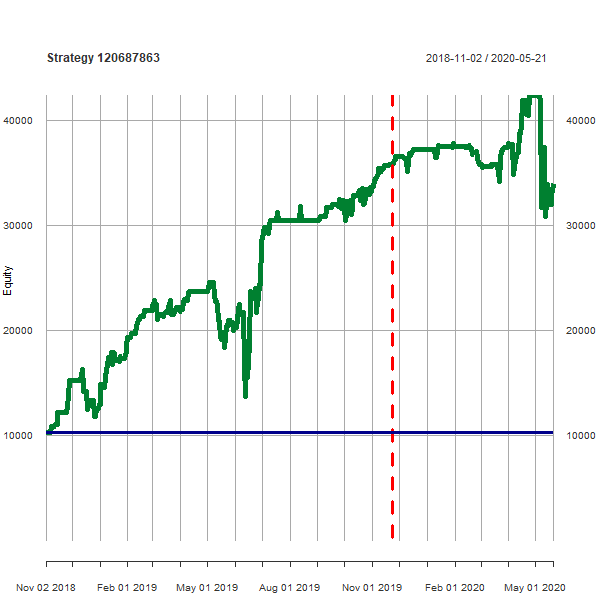 Strategy 120687863
2018-11-02 / 2020-05-21
40000
40000
30000
30000
Equity
20000
20000
10000
10000
Nov 02 2018
Feb 01 2019
May 01 2019
Aug 01 2019
Nov 01 2019
Feb 01 2020
May 01 2020